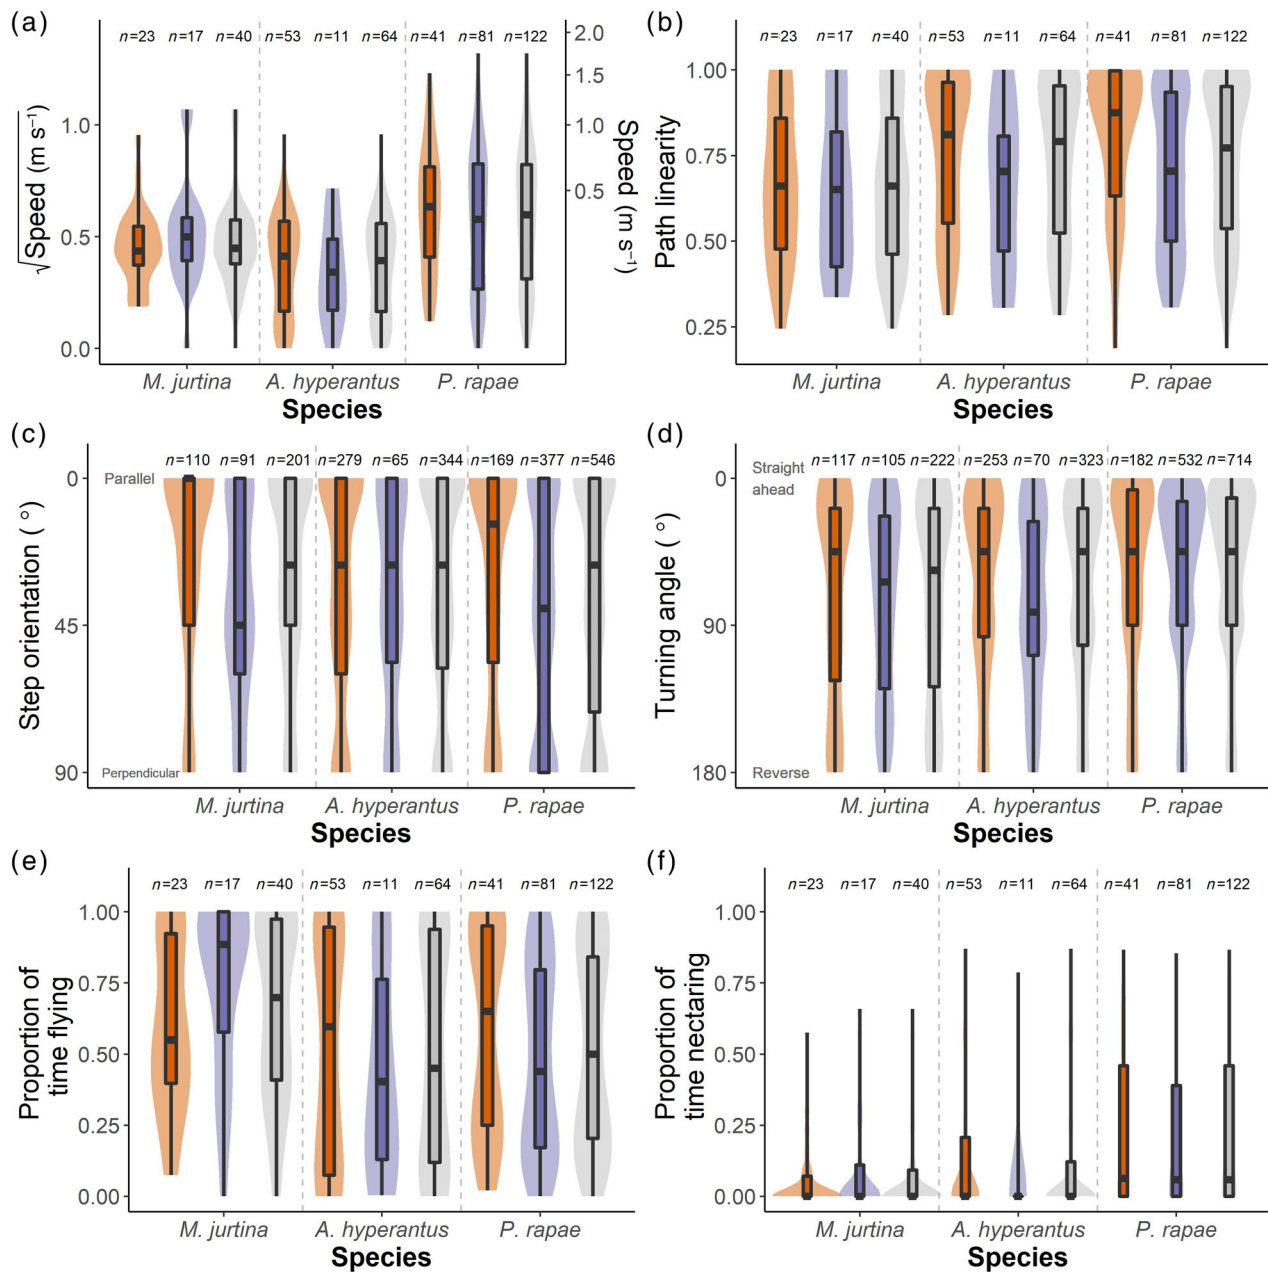 (a)
n=23 n=17 n=40 n=53 n=11 n=64 n=41 n=81 n=122
√Speed (m s⁻¹)
1.0
0.5
0.0
2.0
1.5
1.0
0.5
Speed (m s⁻¹)
M. jurtina A. hyperantus P. rapae
Species
(b)
n=23 n=17 n=40 n=53 n=11 n=64 n=41 n=81 n=122
Path linearity
1.00
0.75
0.50
0.25
M. jurtina A. hyperantus P. rapae
Species
(c)
n=110 n=91 n=201 n=279 n=65 n=344 n=169 n=377 n=546
Step orientation (°)
0
45
90
Parallel
Perpendicular
M. jurtina A. hyperantus P. rapae
Species
(d)
n=117 n=105 n=222 n=253 n=70 n=323 n=182 n=532 n=714
Turning angle (°)
0
90
180
Straight
ahead
Reverse
M. jurtina A. hyperantus P. rapae
Species
(e)
n=23 n=17 n=40 n=53 n=11 n=64 n=41 n=81 n=122
Proportion of
time flying
1.00
0.75
0.50
0.25
0.00
M. jurtina A. hyperantus P. rapae
Species
(f)
n=23 n=17 n=40 n=53 n=11 n=64 n=41 n=81 n=122
Proportion of
time nectaring
1.00
0.75
0.50
0.25
0.00
M. jurtina A. hyperantus P. rapae
Species